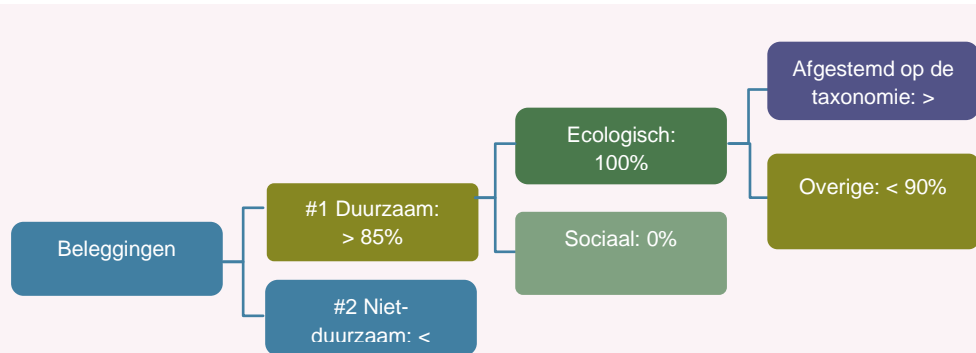 Afgestemd op de
taxonomie: >
Ecologisch:
100%
Overige: < 90%
#1 Duurzaam:
> 85%
Sociaal: 0%
Beleggingen
#2 Niet-
duurzaam: <